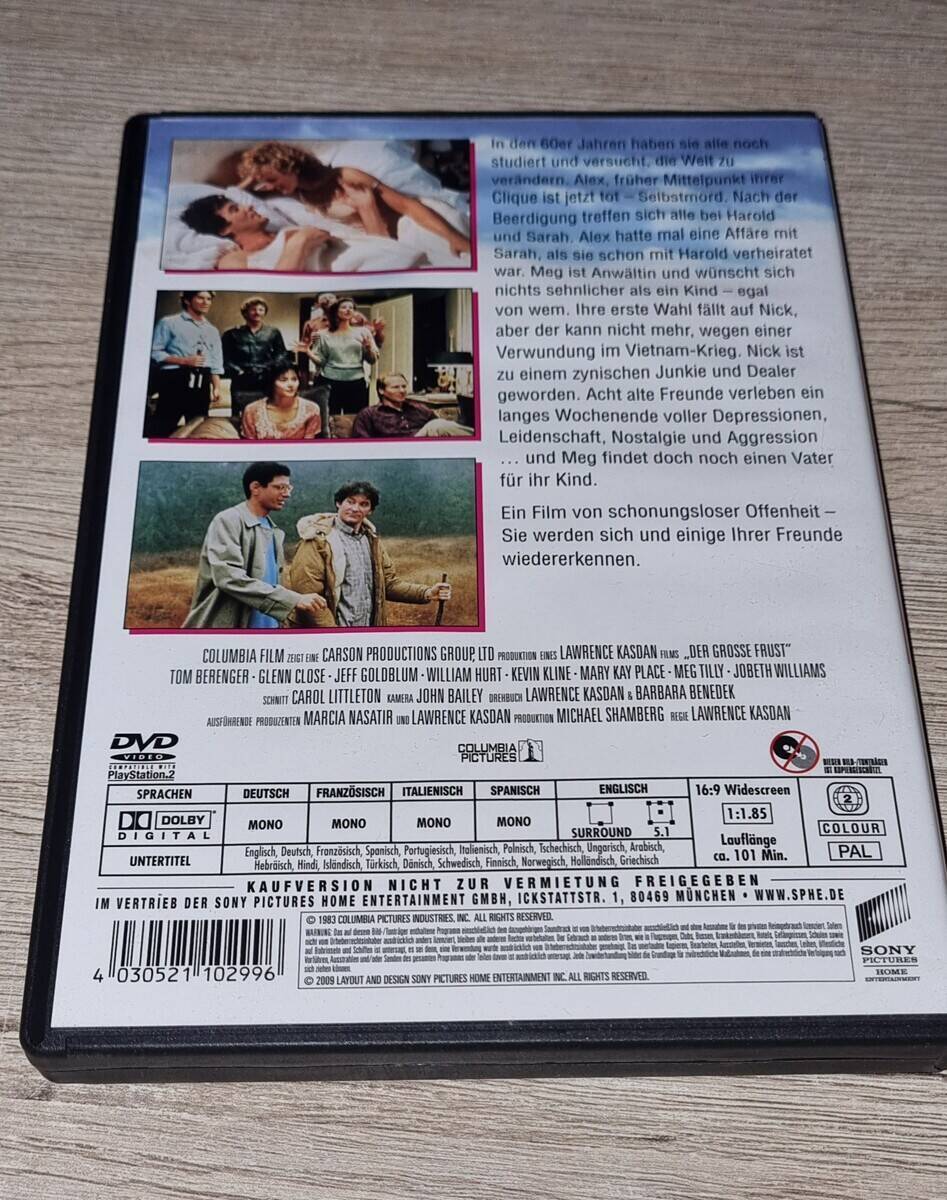 In den 60er Jahren haben sie alle noch
studiert und versucht, die Welt zu
verändern. Alex, früher Mittelpunkt ihrer
Clique ist jetzt tot – Selbstmord. Nach der
Beerdigung treffen sich alle bei Harold
und Sarah. Alex hatte mal eine Affäre mit
Sarah, als sie schon mit Harold verheiratet
war. Meg ist Anwältin und wünscht sich
nichts sehnlicher als ein Kind – egal
von wem. Ihre erste Wahl fällt auf Nick,
aber der kann nicht mehr, wegen einer
Verwundung im Vietnam-Krieg. Nick ist
zu einem zynischen Junkie und Dealer
geworden. Acht alte Freunde verleben ein
langes Wochenende voller Depressionen,
Leidenschaft, Nostalgie und Aggression
... und Meg findet doch noch einen Vater
für ihr Kind.
Ein Film von schonungsloser Offenheit –
Sie werden sich und einige Ihrer Freunde
wiedererkennen.
COLUMBIA FILM ZEIGT EINE CARSON PRODUCTIONS GROUP, LTD PRODUKTION EINES LAWRENCE KASDAN FILMS „DER GROSSE FRUST"
TOM BERENGER · GLENN CLOSE · JEFF GOLDBLUM · WILLIAM HURT · KEVIN KLINE · MARY KAY PLACE · MEG TILLY · JOBETH WILLIAMS
SCHNITT CAROL LITTLETON KAMERA JOHN BAILEY DREHBUCH LAWRENCE KASDAN & BARBARA BENEDEK
AUSFÜHRENDE PRODUZENTEN MARCIA NASATIR UND LAWRENCE KASDAN PRODUKTION MICHAEL SHAMBERG REGIE LAWRENCE KASDAN
DVD
VIDEO
COMPATIBLE WITH
PlayStation.2
COLUMBIA
PICTURES
DIESER BILD-/TONTRÄGER
IST KOPIERGESCHÜTZT.
SPRACHEN DEUTSCH FRANZÖSISCH ITALIENISCH SPANISCH ENGLISCH
DOLBY
DIGITAL
MONO MONO MONO MONO SURROUND 5.1
UNTERTITEL
Englisch, Deutsch, Französisch, Spanisch, Portugiesisch, Italienisch, Polnisch, Tschechisch, Ungarisch, Arabisch,
Hebräisch, Hindi, Isländisch, Türkisch, Dänisch, Schwedisch, Finnisch, Norwegisch, Holländisch, Griechisch
16:9 Widescreen
1:1.85
Lauflänge
ca. 101 Min.
2
COLOUR
PAL
KAUFVERSION NICHT ZUR VERMIETUNG FREIGEGEBEN
IM VERTRIEB DER SONY PICTURES HOME ENTERTAINMENT GMBH, ICKSTATTSTR. 1, 80469 MÜNCHEN • WWW.SPHE.DE
4 030521 102996
© 1983 COLUMBIA PICTURES INDUSTRIES, INC. ALL RIGHTS RESERVED.
© 2009 LAYOUT AND DESIGN SONY PICTURES HOME ENTERTAINMENT INC. ALL RIGHTS RESERVED.
SONY
PICTURES
HOME
ENTERTAINMENT